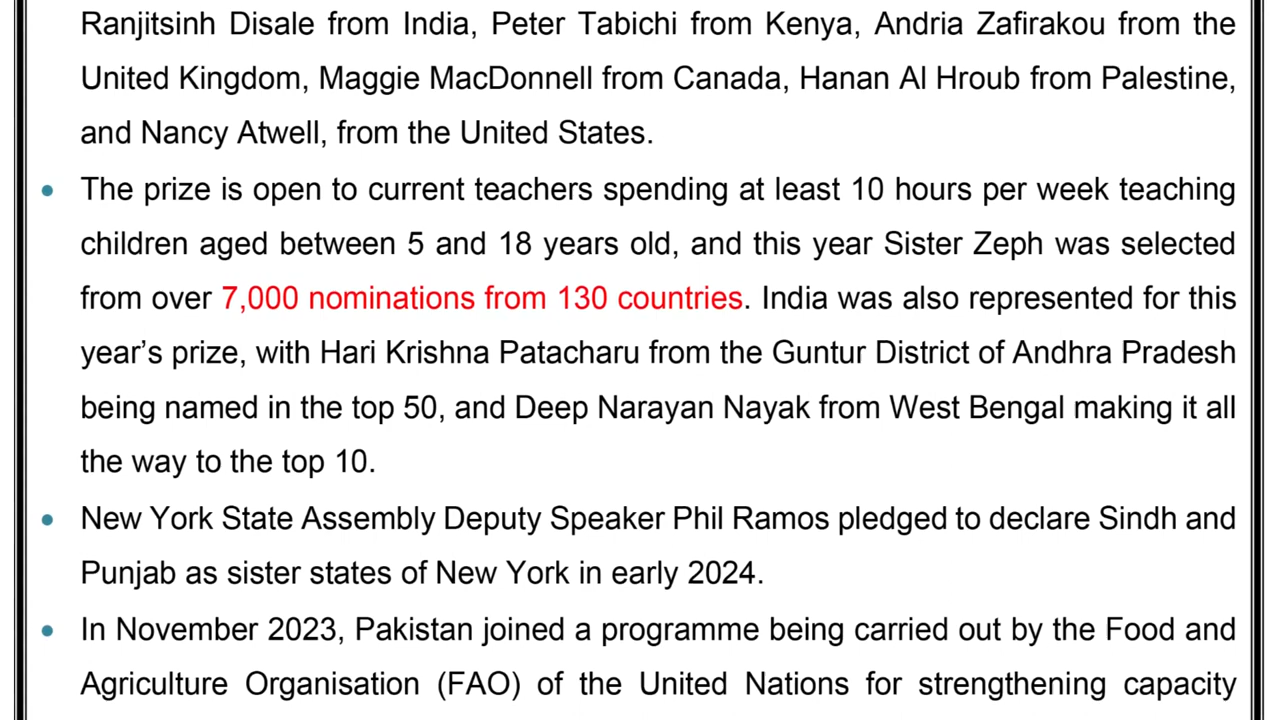 Ranjitsinh Disale from India, Peter Tabichi from Kenya, Andria Zafirakou from the
United Kingdom, Maggie MacDonnell from Canada, Hanan Al Hroub from Palestine,
and Nancy Atwell, from the United States.
• The prize is open to current teachers spending at least 10 hours per week teaching
children aged between 5 and 18 years old, and this year Sister Zeph was selected
from over 7,000 nominations from 130 countries. India was also represented for this
year’s prize, with Hari Krishna Patacharu from the Guntur District of Andhra Pradesh
being named in the top 50, and Deep Narayan Nayak from West Bengal making it all
the way to the top 10.
• New York State Assembly Deputy Speaker Phil Ramos pledged to declare Sindh and
Punjab as sister states of New York in early 2024.
• In November 2023, Pakistan joined a programme being carried out by the Food and
Agriculture Organisation (FAO) of the United Nations for strengthening capacity